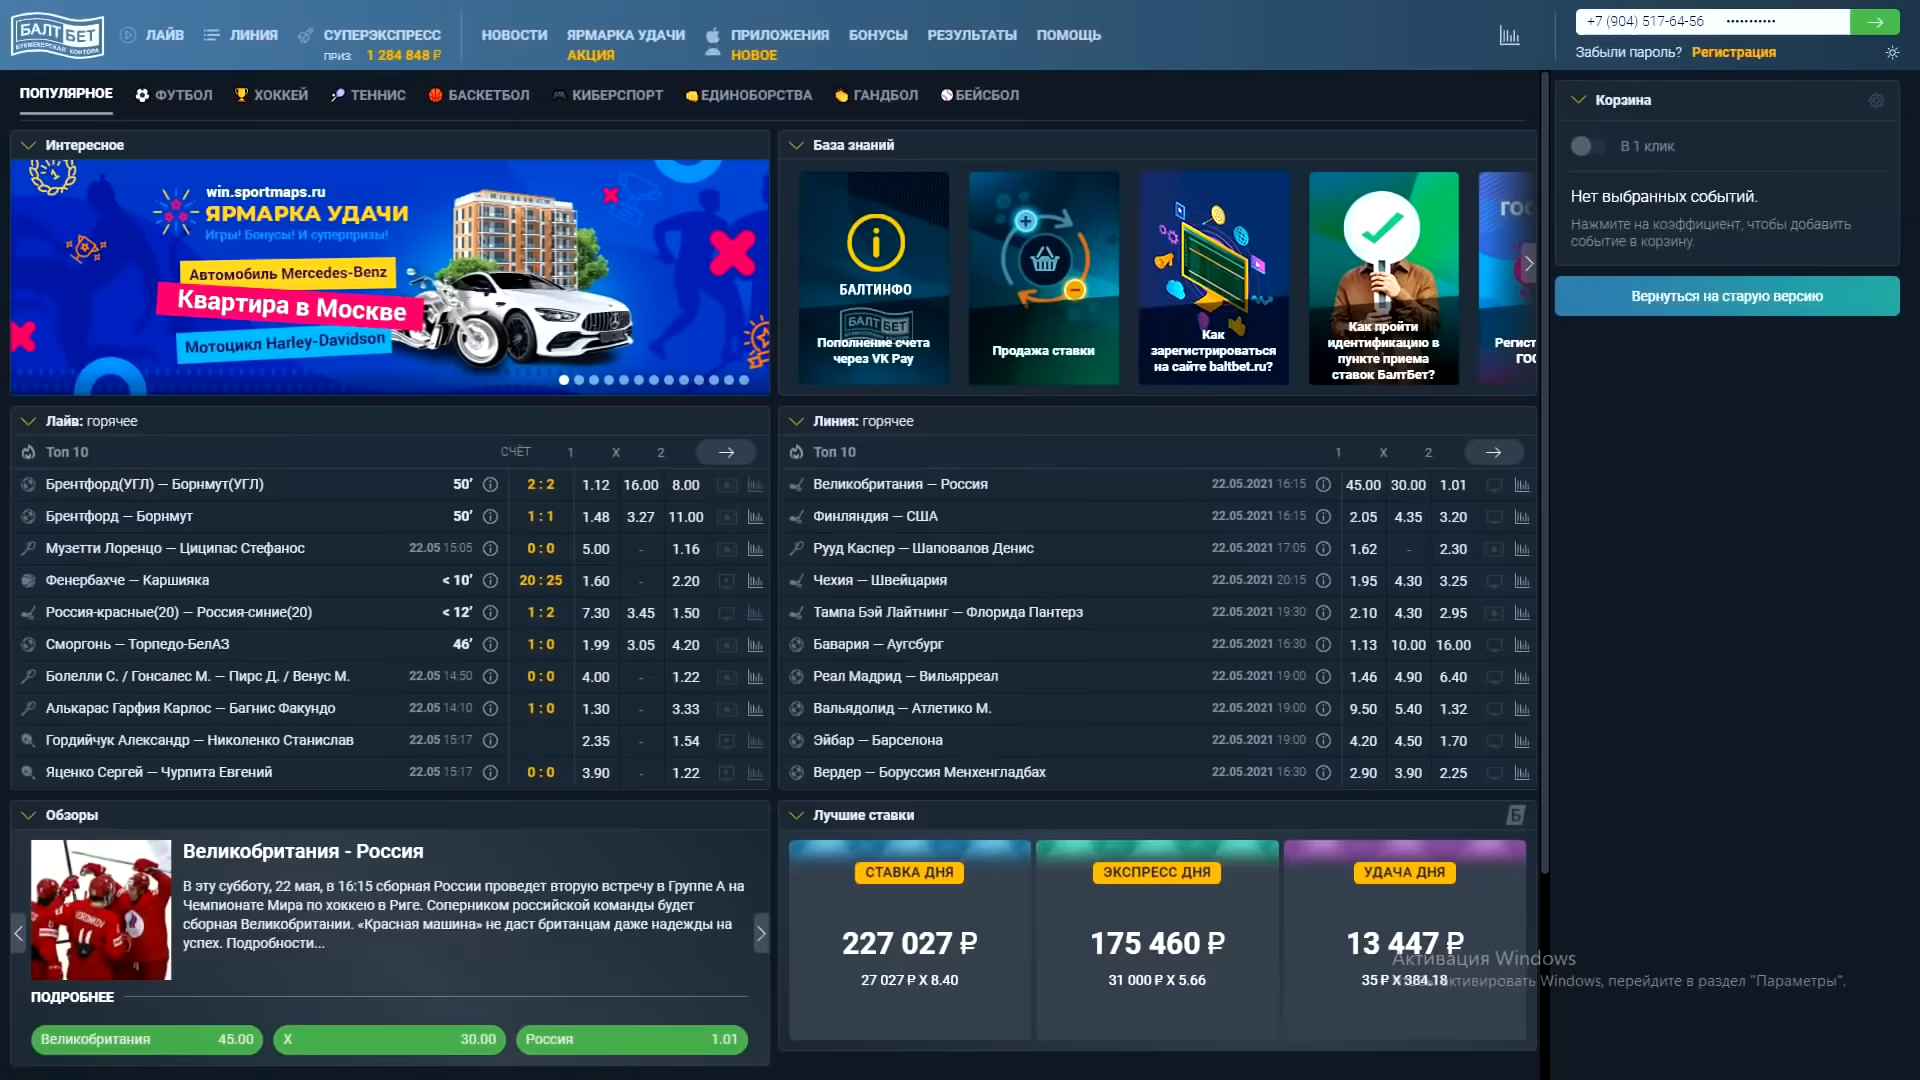 БАЛТ БЕТ
БУКМЕКЕРСКАЯ КОНТОРА
ЛАЙВ
ЛИНИЯ
СУПЕРЭКСПРЕСС
ПРИЗ: 1 284 848 ₽
НОВОСТИ
ЯРМАРКА УДАЧИ
АКЦИЯ
ПРИЛОЖЕНИЯ
НОВОЕ
БОНУСЫ
РЕЗУЛЬТАТЫ
ПОМОЩЬ
+7 (904) 517-64-56 •••••••••••
Забыли пароль? Регистрация
ПОПУЛЯРНОЕ
ФУТБОЛ
ХОККЕЙ
ТЕННИС
БАСКЕТБОЛ
КИБЕРСПОРТ
ЕДИНОБОРСТВА
ГАНДБОЛ
БЕЙСБОЛ
Интересное
win.sportmaps.ru
ЯРМАРКА УДАЧИ
Игры! Бонусы! И суперпризы!
Автомобиль Mercedes-Benz
Квартира в Москве
Мотоцикл Harley-Davidson
База знаний
БАЛТИНФО
БАЛТ БЕТ
Пополнение счета
через VK Pay
Продажа ставки
Как
зарегистрироваться
на сайте baltbet.ru?
Как пройти
идентификацию в
пункте приема
ставок БалтБет?
ГОС
Регист
ГОС
Корзина
В 1 клик
Нет выбранных событий.
Нажмите на коэффициент, чтобы добавить
событие в корзину.
Вернуться на старую версию
Лайв: горячее
Топ 10 СЧЁТ 1 X 2
Брентфорд(УГЛ) — Борнмут(УГЛ) 50’ 2 : 2 1.12 16.00 8.00
Брентфорд — Борнмут 50’ 1 : 1 1.48 3.27 11.00
Музетти Лоренцо — Циципас Стефанос 22.05 15:05 0 : 0 5.00 - 1.16
Фенербахче — Каршияка < 10’ 20 : 25 1.60 - 2.20
Россия-красные(20) — Россия-синие(20) < 12’ 1 : 2 7.30 3.45 1.50
Сморгонь — Торпедо-БелАЗ 46’ 1 : 0 1.99 3.05 4.20
Болелли С. / Гонсалес М. — Пирс Д. / Венус М. 22.05 14:50 0 : 0 4.00 - 1.22
Алькарас Гарфия Карлос — Багнис Факундо 22.05 14:10 1 : 0 1.30 - 3.33
Гордийчук Александр — Николенко Станислав 22.05 15:17 2.35 - 1.54
Яценко Сергей — Чурпита Евгений 22.05 15:17 0 : 0 3.90 - 1.22
Линия: горячее
Топ 10 1 X 2
Великобритания — Россия 22.05.2021 16:15 45.00 30.00 1.01
Финляндия — США 22.05.2021 16:15 2.05 4.35 3.20
Рууд Каспер — Шаповалов Денис 22.05.2021 17:05 1.62 - 2.30
Чехия — Швейцария 22.05.2021 20:15 1.95 4.30 3.25
Тампа Бэй Лайтнинг — Флорида Пантерз 22.05.2021 19:30 2.10 4.30 2.95
Бавария — Аугсбург 22.05.2021 16:30 1.13 10.00 16.00
Реал Мадрид — Вильярреал 22.05.2021 19:00 1.46 4.90 6.40
Вальядолид — Атлетико М. 22.05.2021 19:00 9.50 5.40 1.32
Эйбар — Барселона 22.05.2021 19:00 4.20 4.50 1.70
Вердер — Боруссия Менхенгладбах 22.05.2021 16:30 2.90 3.90 2.25
Обзоры
Великобритания - Россия
В эту субботу, 22 мая, в 16:15 сборная России проведет вторую встречу в Группе А на
Чемпионате Мира по хоккею в Риге. Соперником российской команды будет
сборная Великобритании. «Красная машина» не даст британцам даже надежды на
успех. Подробности...
ПОДРОБНЕЕ
Великобритания 45.00
X 30.00
Россия 1.01
Лучшие ставки
СТАВКА ДНЯ
227 027 ₽
27 027 ₽ X 8.40
ЭКСПРЕСС ДНЯ
175 460 ₽
31 000 ₽ X 5.66
УДАЧА ДНЯ
13 447 ₽
35 ₽ X 384.18
Активация Windows
активировать Windows, перейдите в раздел "Параметры".